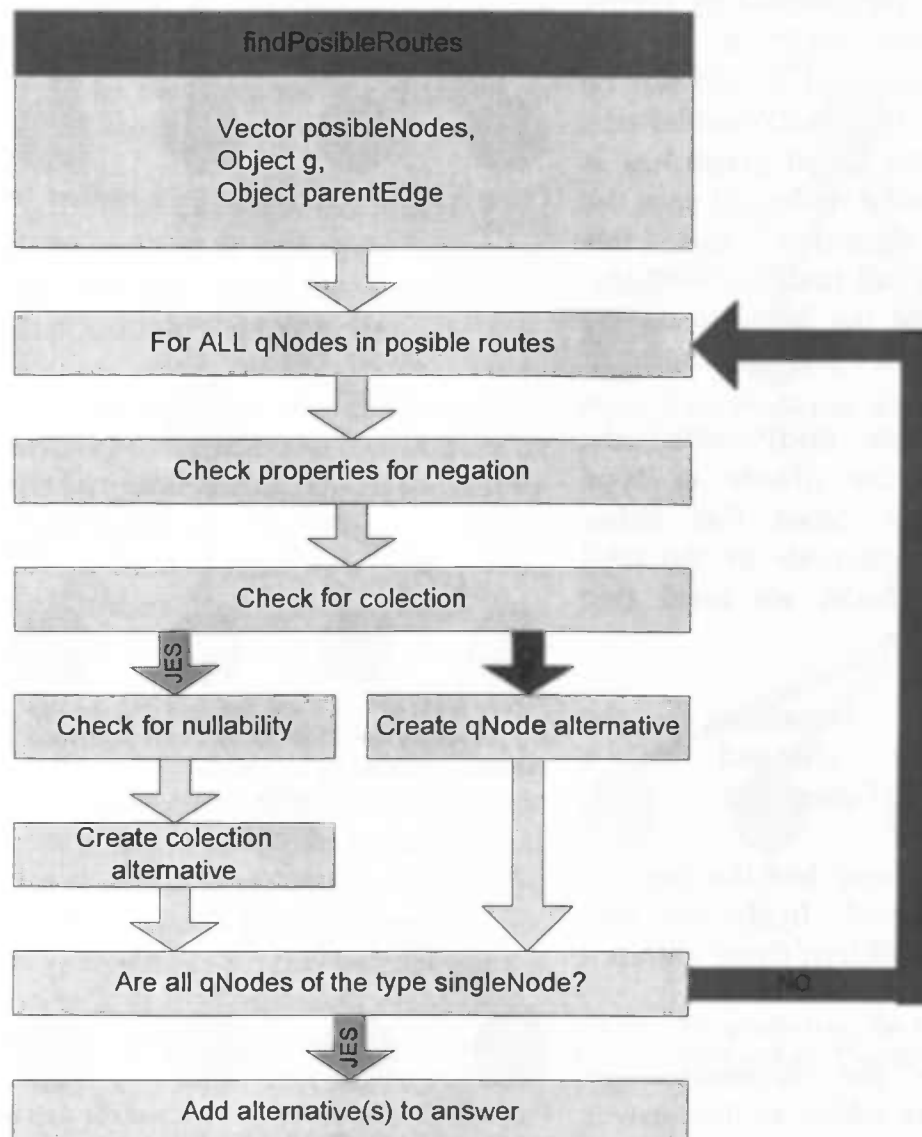 findPosibleRoutes
Vector posibleNodes,
Object g,
Object parentEdge
For ALL qNodes in posible routes
Check properties for negation
Check for colection
JES
Check for nullability
Create qNode alternative
Create colection
alternative
Are all qNodes of the type singleNode?
NO
JES
Add alternative(s) to answer